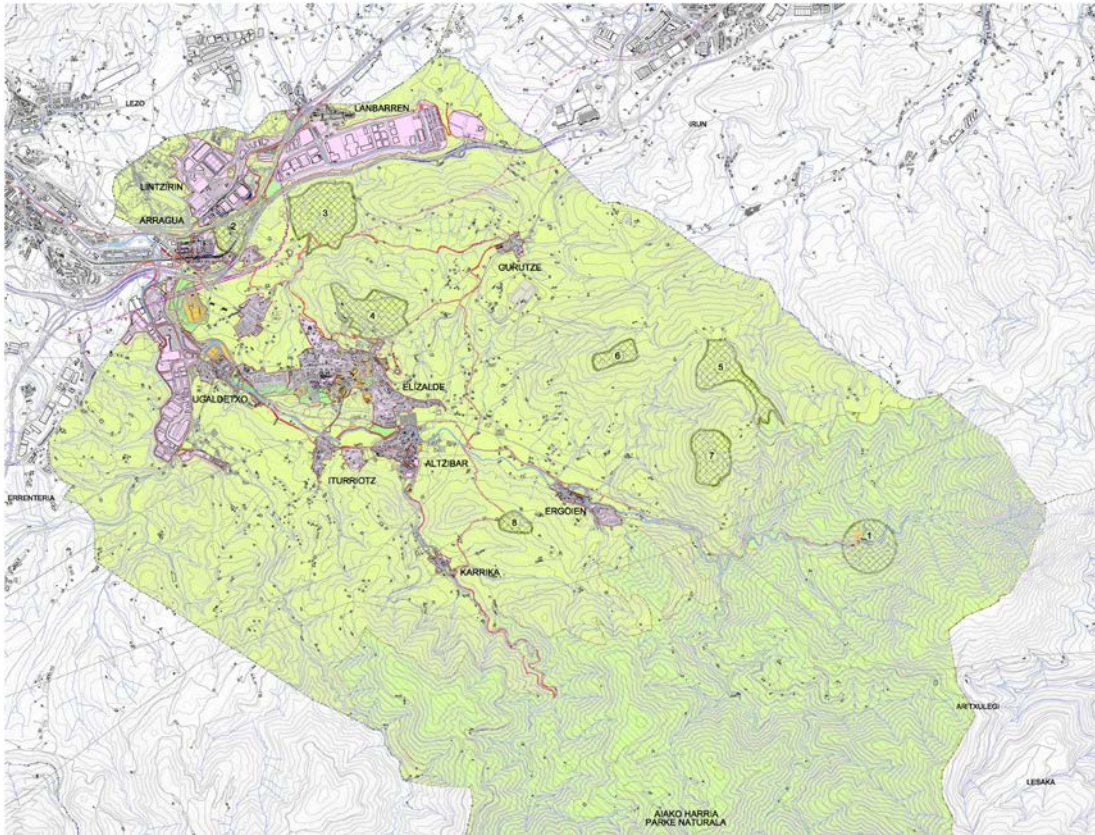 LEZO
LANBARREN
IRUN
LINTZIRIN
ARRAGUA
2
3
GURUTZE
4
6
5
ELIZALDE
UGALDETXO
7
ALTZIBAR
ITURRIOTZ
ERRENTERIA
ERGOIEN
8
1
KARRIKA
ARITXULEGI
LESAKA
AIAKO HARRIA
PARKE NATURALA